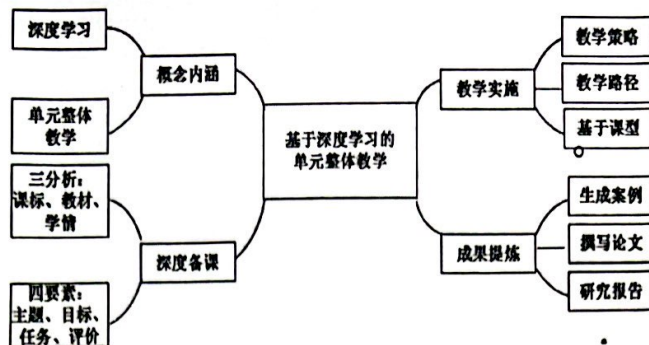 深度学习
概念内涵
单元整体
教学
三分析：
课标、教材、
学情
深度备课
四要素：
主题、目标、
任务、评价
基于深度学习的
单元整体教学
教学实施
教学策略
教学路径
基于课型
成果提炼
生成案例
撰写论文
研究报告